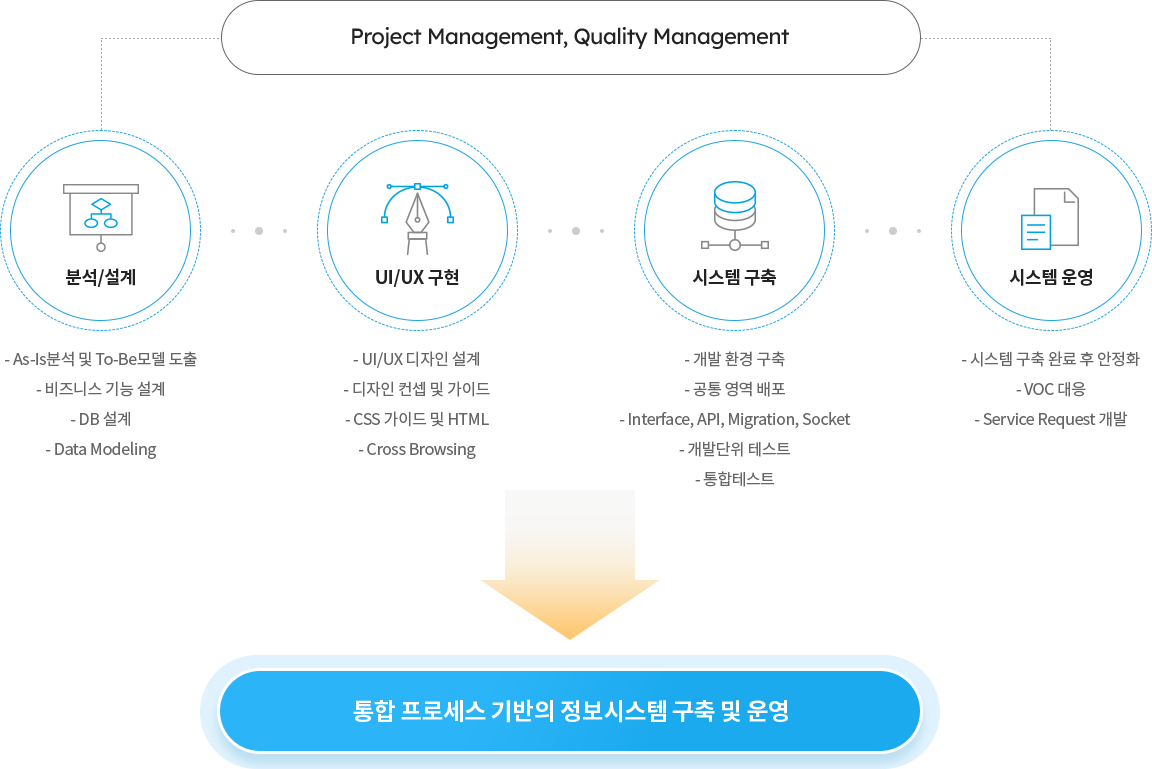 Project Management, Quality Management
분석/설계
- As-Is분석 및 To-Be모델 도출
- 비즈니스 기능 설계
- DB 설계
- Data Modeling
UI/UX 구현
- UI/UX 디자인 설계
- 디자인 컨셉 및 가이드
- CSS 가이드 및 HTML
- Cross Browsing
시스템 구축
- 개발 환경 구축
- 공통 영역 배포
- Interface, API, Migration, Socket
- 개발단위 테스트
- 통합테스트
시스템 운영
- 시스템 구축 완료 후 안정화
- VOC 대응
- Service Request 개발
통합 프로세스 기반의 정보시스템 구축 및 운영